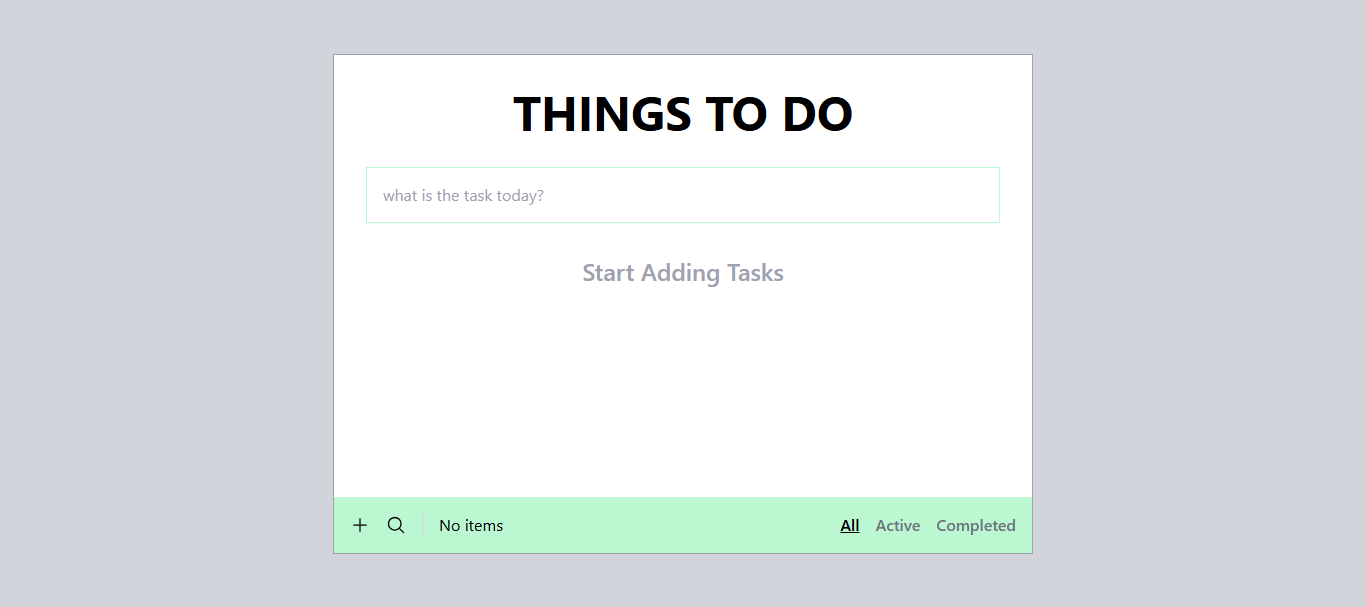 THINGS TO DO
what is the task today?
Start Adding Tasks
No items All Active Completed